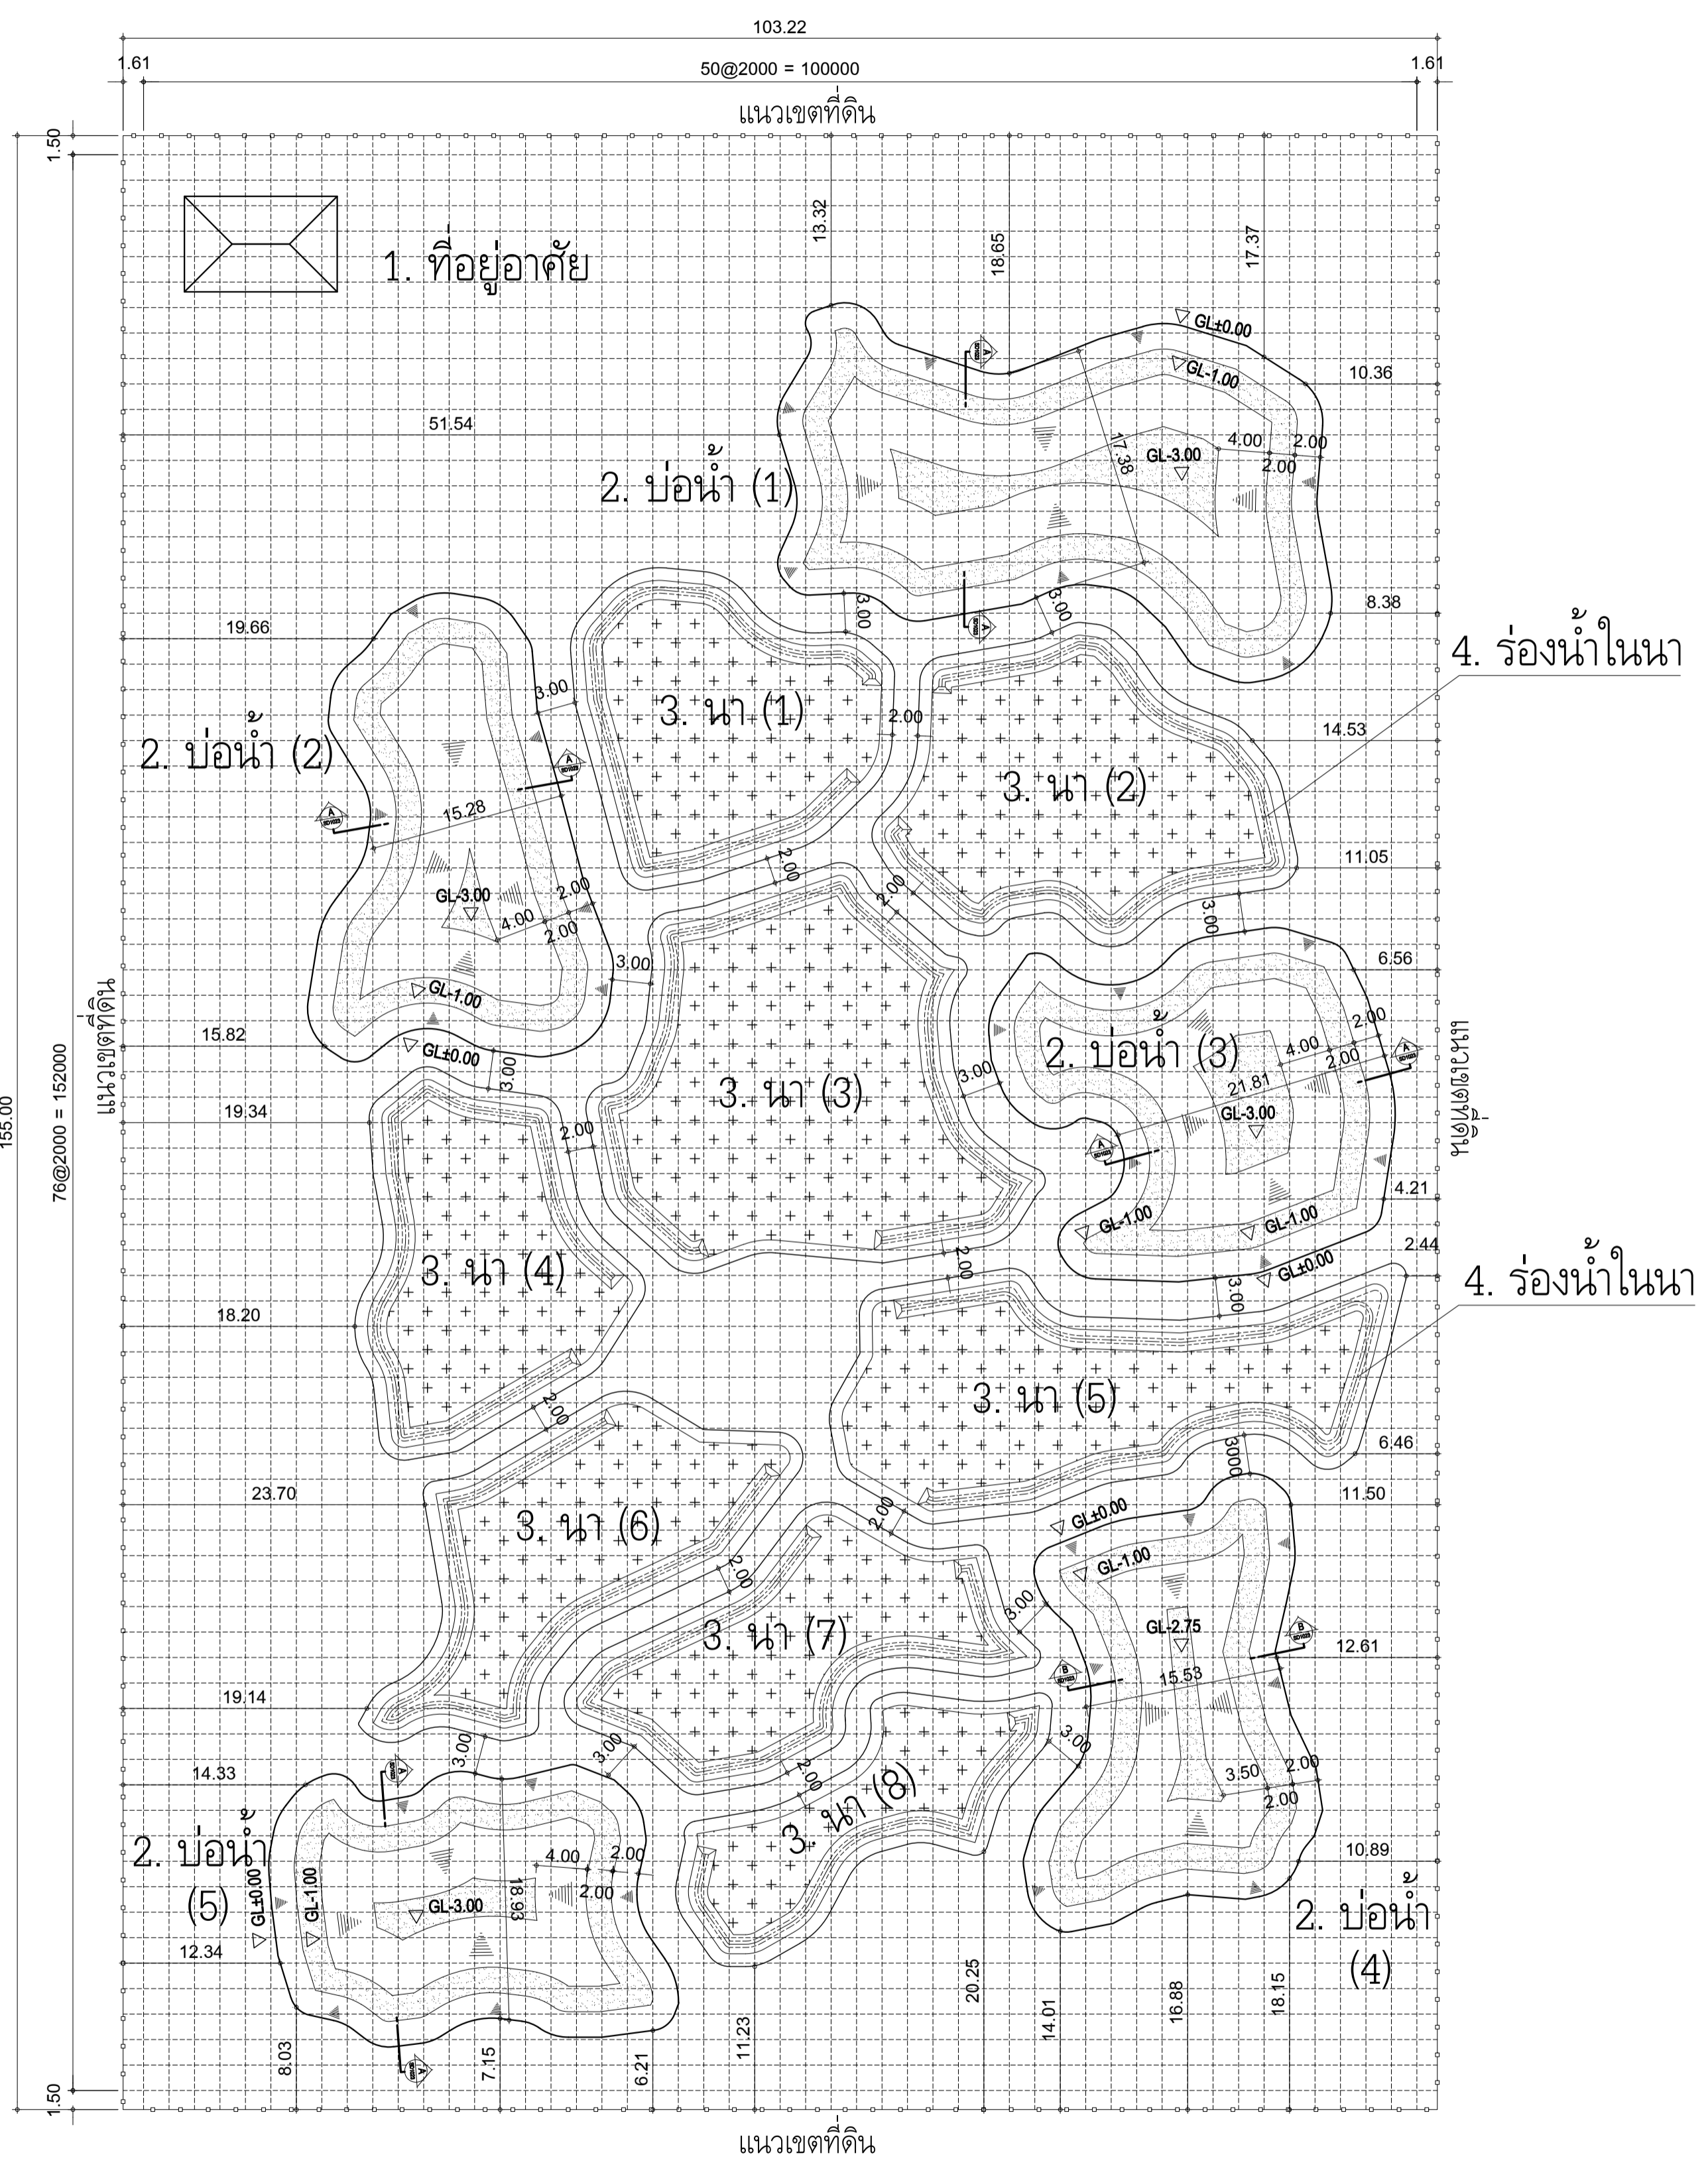 103.22
1.61
50@2000 = 100000
1.61
แนวเขตที่ดิน
1.50
13.32
18.65
17.37
1. ที่อยู่อาศัย
GL±0.00
GL-1.00
10.36
51.54
17.38
4.00
2.00
GL-3.00
2.00
2. บ่อน้ำ (1)
A
A
3.00
3.00
8.38
4. ร่องน้ำในนา
19.66
3.00
3. นา (1)
2.00
14.53
2. บ่อน้ำ (2)
A
A
15.28
3. นา (2)
2.00
11.05
GL-3.00
2.00
4.00
2.00
2.00
3.00
3.00
6.56
GL-1.00
แนวเขตที่ดิน
แนวเขตที่ดิน
15.82
GL±0.00
3.00
2. บ่อน้ำ (3)
4.00
2.00
2.00
A
21.81
3.00
GL-3.00
A
155.00
76@2000 = 152000
19.34
2.00
3. นา (3)
4.21
GL-1.00
GL-1.00
2.44
GL±0.00
2.00
3.00
3. นา (4)
4. ร่องน้ำในนา
18.20
3. นา (5)
2.00
6.46
3000
23.70
11.50
3. นา (6)
2.00
GL±0.00
GL-1.00
2.00
3.00
3. นา (7)
GL-2.75
B
12.61
B
15.53
19.14
3.00
3.00
3.00
14.33
A
2.00
3. นา (8)
3.50
2.00
2.00
2. บ่อน้ำ
(5)
GL±0.00
GL-1.00
4.00
2.00
2.00
18.93
GL-3.00
10.89
2. บ่อน้ำ
(4)
12.34
8.03
7.15
6.21
11.23
20.25
14.01
16.88
18.15
A
1.50
แนวเขตที่ดิน